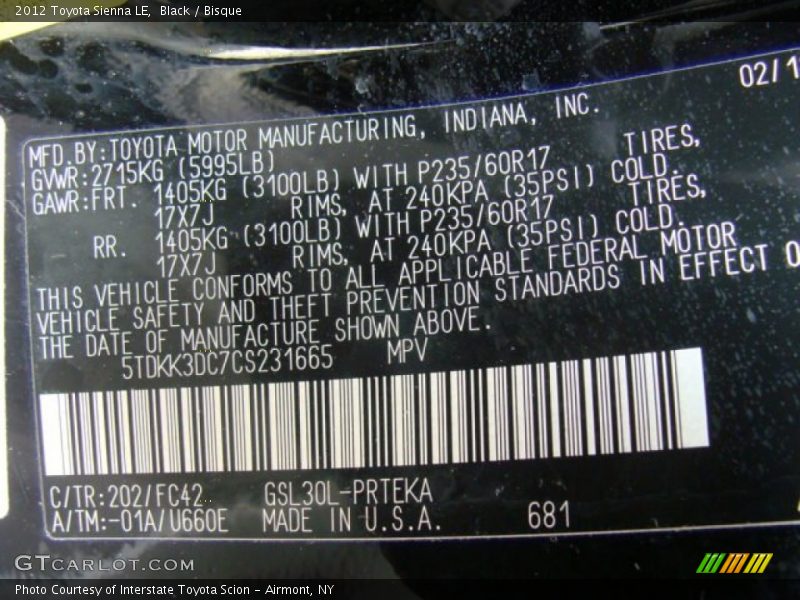 2012 Toyota Sienna LE, Black / Bisque
02/1
MFD.BY:TOYOTA MOTOR MANUFACTURING, INDIANA, INC.
GVWR:2715KG (5995LB)
GAWR:FRT. 1405KG (3100LB) WITH P235/60R17 TIRES,
17X7J RIMS, AT 240KPA (35PSI) COLD.
RR. 1405KG (3100LB) WITH P235/60R17 TIRES,
17X7J RIMS, AT 240KPA (35PSI) COLD.
THIS VEHICLE CONFORMS TO ALL APPLICABLE FEDERAL MOTOR
VEHICLE SAFETY AND THEFT PREVENTION STANDARDS IN EFFECT O
THE DATE OF MANUFACTURE SHOWN ABOVE.
5TDKK3DC7CS231665 MPV
C/TR:202/FC42 GSL30L-PRTEKA
A/TM:-01A/U660E MADE IN U.S.A. 681
GTCARLOT.COM
Photo Courtesy of Interstate Toyota Scion - Airmont, NY